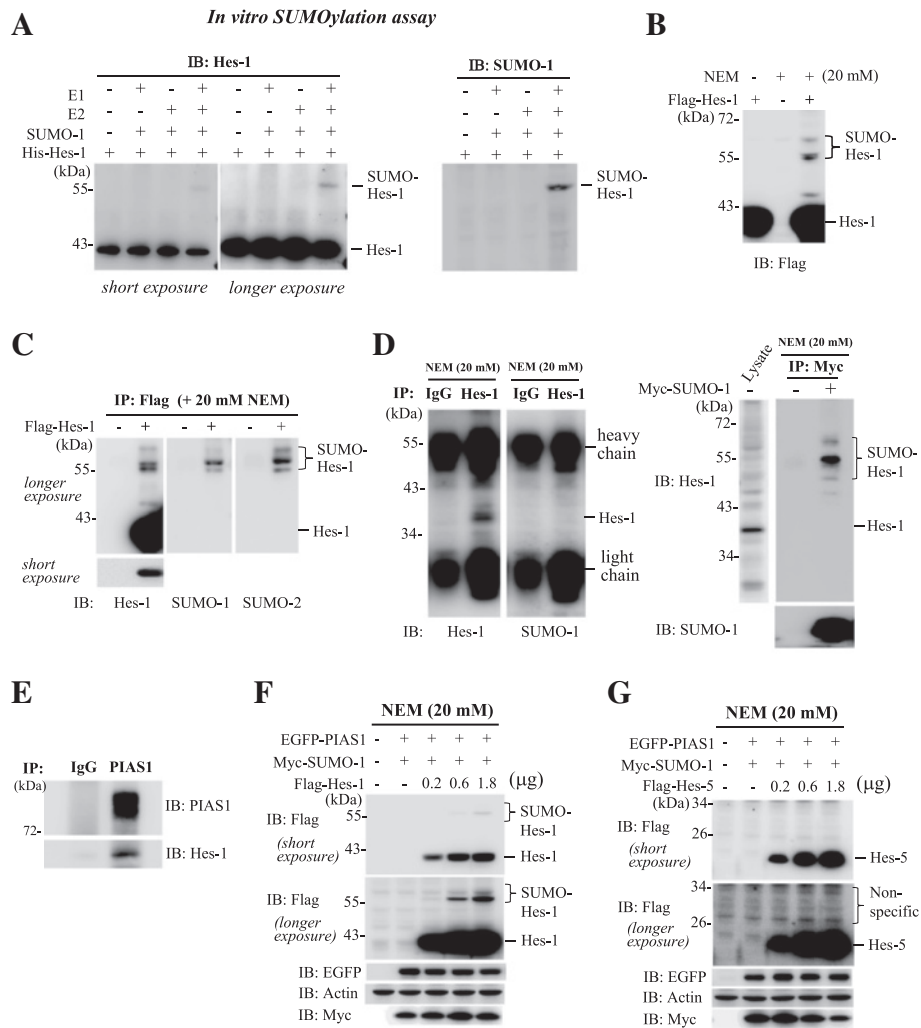 In vitro SUMOylation assay
A
IB: Hes-1
IB: SUMO-1
E1 - + - + - + - + - + - +
E2 - - + + - - + + - - + +
SUMO-1 - + + + - + + + - + + +
His-Hes-1 + + + + + + + + + + + +
(kDa)
55-
43-
SUMO-
Hes-1
Hes-1
SUMO-
Hes-1
short exposure longer exposure
B
NEM - + + (20 mM)
Flag-Hes-1 + - +
(kDa)
72-
55-
43-
SUMO-
Hes-1
Hes-1
IB: Flag
C
IP: Flag (+ 20 mM NEM)
Flag-Hes-1 - + - + - +
(kDa)
55-
longer
exposure
43-
SUMO-
Hes-1
Hes-1
short
exposure
IB: Hes-1 SUMO-1 SUMO-2
D
NEM (20 mM) NEM (20 mM)
IP: IgG Hes-1 IgG Hes-1
(kDa)
55-
43-
34-
heavy
chain
Hes-1
light
chain
IB: Hes-1 SUMO-1
Lysate
NEM (20 mM)
IP: Myc
Myc-SUMO-1 - - +
(kDa)
72-
55-
IB: Hes-1
43-
34-
SUMO-
Hes-1
Hes-1
IB: SUMO-1
E
IP: IgG PIAS1
(kDa)
72-
IB: PIAS1
IB: Hes-1
F
NEM (20 mM)
EGFP-PIAS1 - + + + +
Myc-SUMO-1 - + + + +
Flag-Hes-1 - - 0.2 0.6 1.8 (μg)
(kDa)
IB: Flag 55-
(short
exposure) 43-
SUMO-
Hes-1
Hes-1
IB: Flag 55-
(longer
exposure) 43-
SUMO-
Hes-1
Hes-1
IB: EGFP
IB: Actin
IB: Myc
G
NEM (20 mM)
EGFP-PIAS1 - + + + +
Myc-SUMO-1 - + + + +
Flag-Hes-5 - - 0.2 0.6 1.8 (μg)
(kDa)
34-
IB: Flag 26-
(short
exposure)
Hes-5
34-
IB: Flag 26-
(longer
exposure)
Non-
specific
Hes-5
IB: EGFP
IB: Actin
IB: Myc